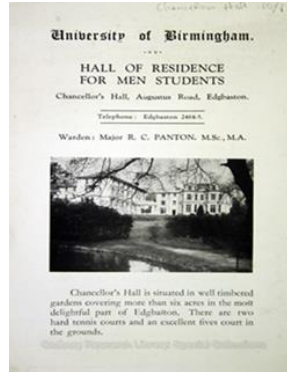 University of Birmingham.
HALL OF RESIDENCE
FOR MEN STUDENTS
Chancellor's Hall, Augustus Road, Edgbaston.
Telephone: Edgbaston
Warden: Major R. C. PANTON, M.Sc., M.A.
Chancellor's Hall is situated in well timbered
gardens covering more than six acres in the most
delightful part of Edgbaston. There are two
hard tennis courts and an excellent fives court in
the grounds.